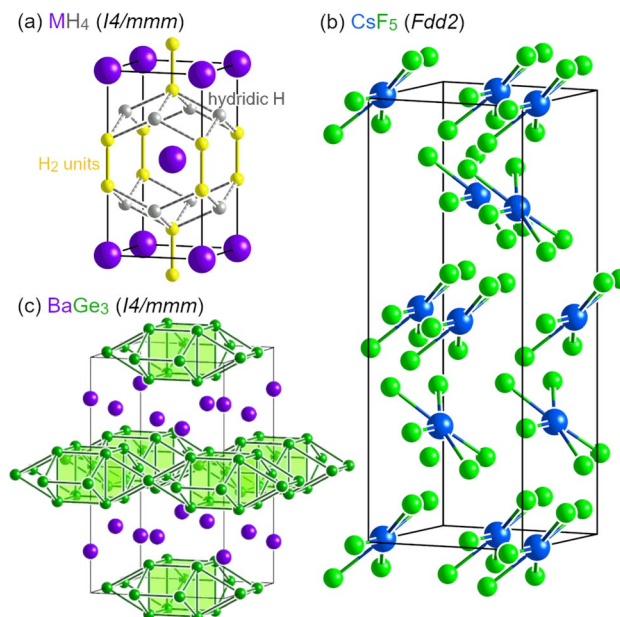 (a) MH₄ (I4/mmm)
hydridic H
H₂ units
(b) CsF₅ (Fdd2)
(c) BaGe₃ (I4/mmm)